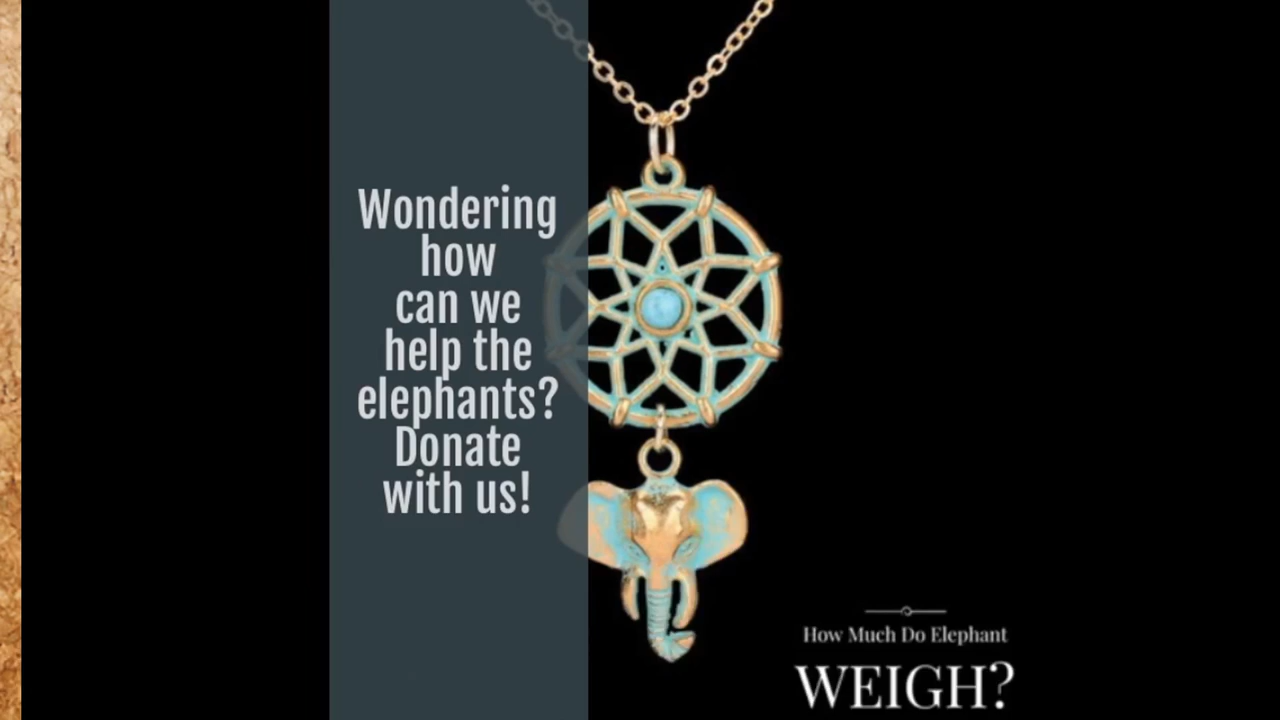 Wondering
how
can we
help the
elephants?
Donate
with us!
How Much Do Elephant
WEIGH?